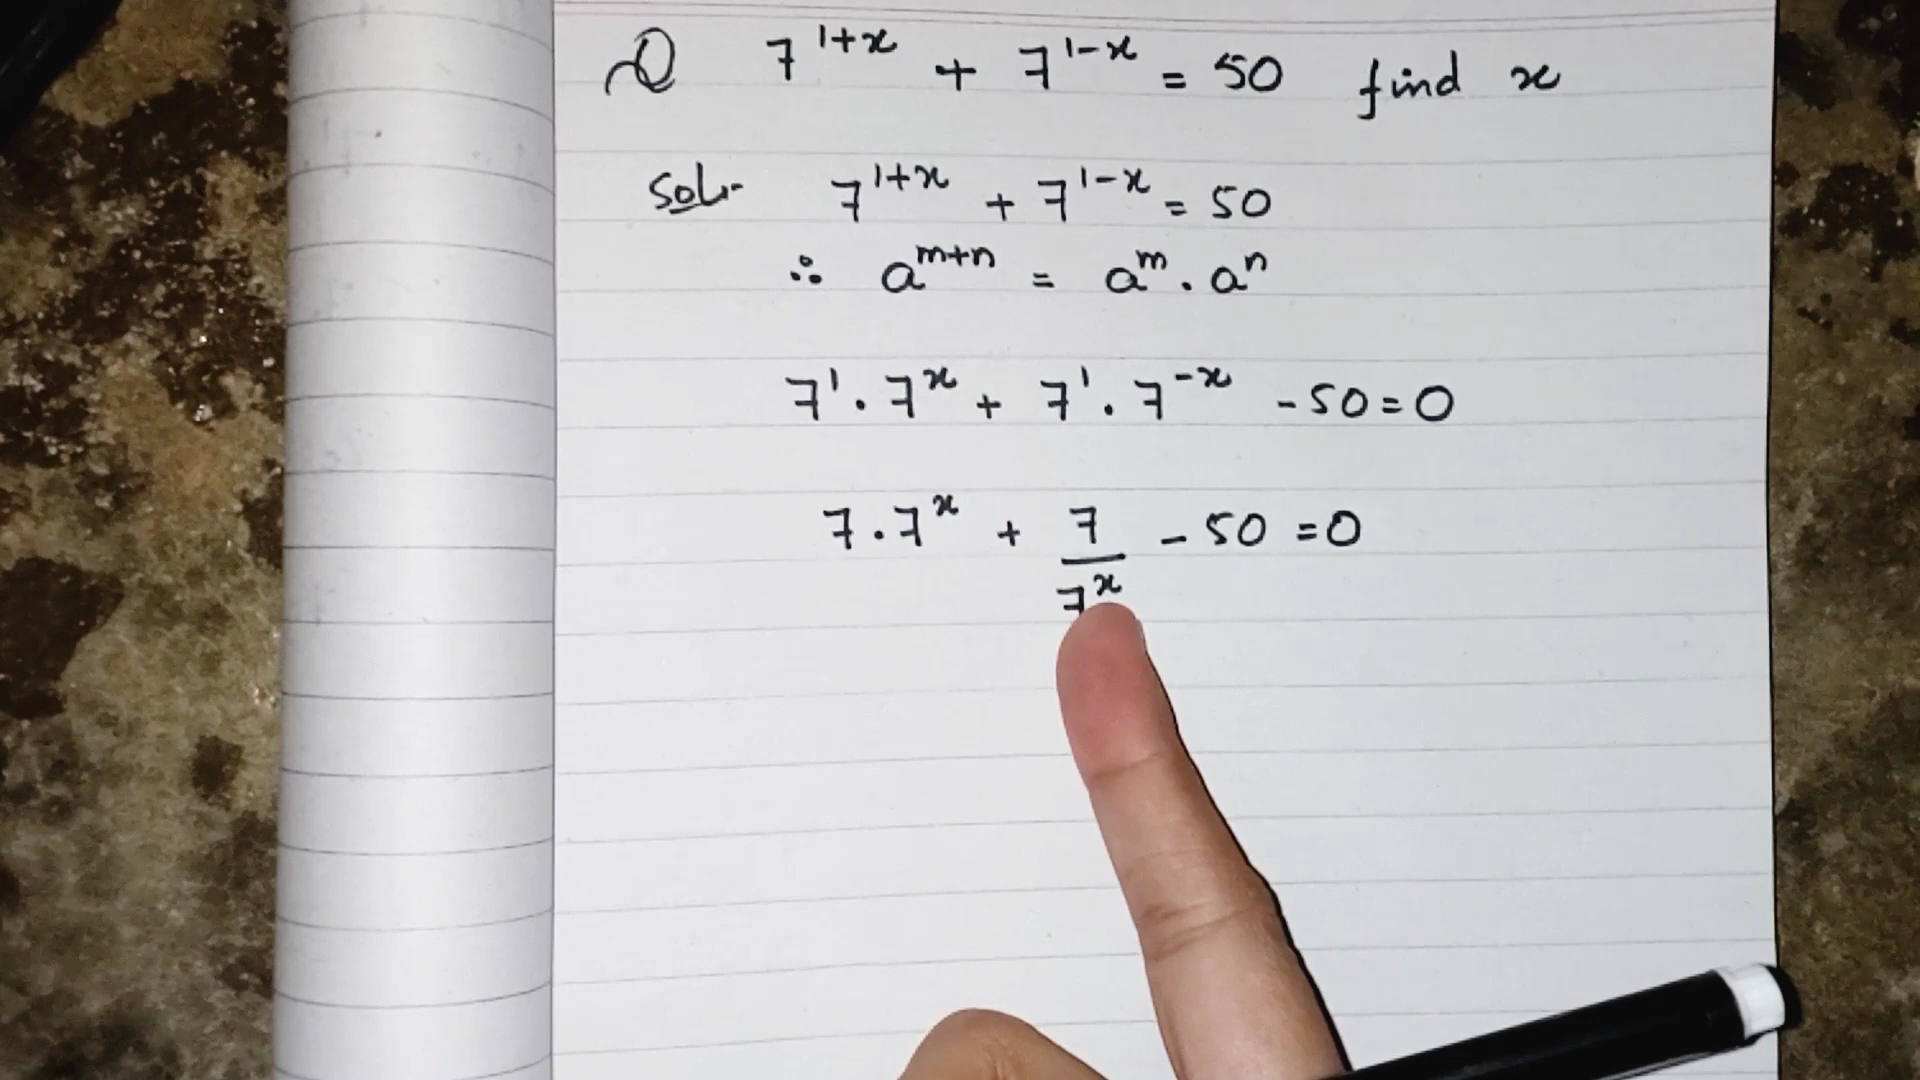 Q 7^{1+x} + 7^{1-x} = 50 find x
Sol:- 7^{1+x} + 7^{1-x} = 50
∴ a^{m+n} = a^m . a^n
7^1 . 7^x + 7^1 . 7^{-x} - 50 = 0
7 . 7^x + \frac{7}{7^x} - 50 = 0